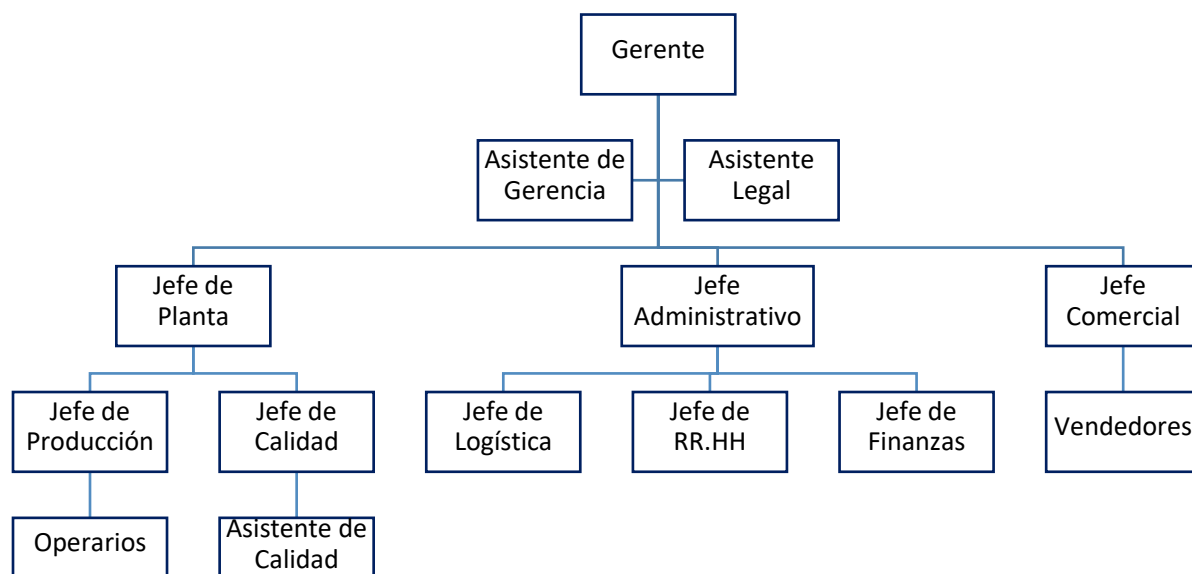 Gerente
Asistente de
Gerencia
Asistente
Legal
Jefe de
Planta
Jefe
Administrativo
Jefe
Comercial
Jefe de
Producción
Jefe de
Calidad
Jefe de
Logística
Jefe de
RR.HH
Jefe de
Finanzas
Vendedores
Operarios
Asistente de
Calidad